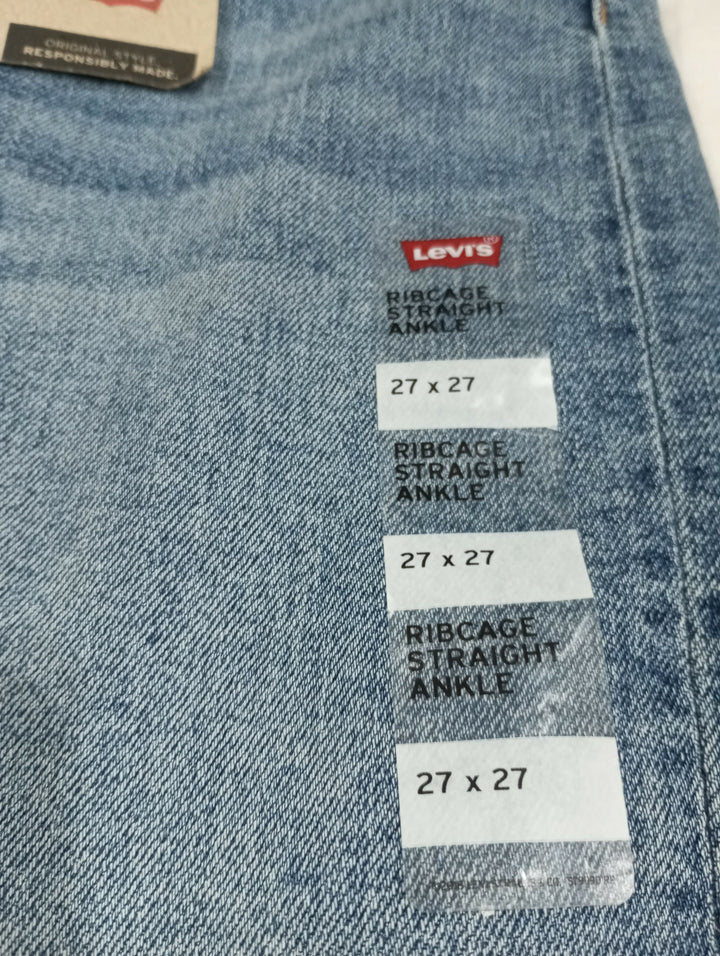 ORIGINAL STYLE.
RESPONSIBLY MADE.
Levi's
RIBCAGE
STRAIGHT
ANKLE
27 x 27
RIBCAGE
STRAIGHT
ANKLE
27 x 27
RIBCAGE
STRAIGHT
ANKLE
27 x 27